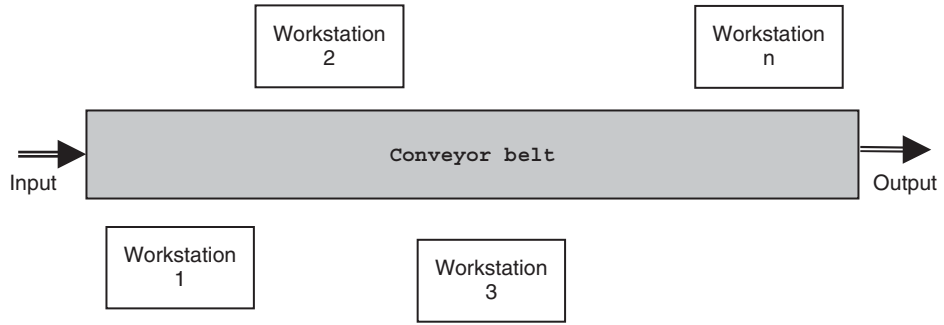 Workstation
2
Workstation
n
Conveyor belt
Input
Output
Workstation
1
Workstation
3